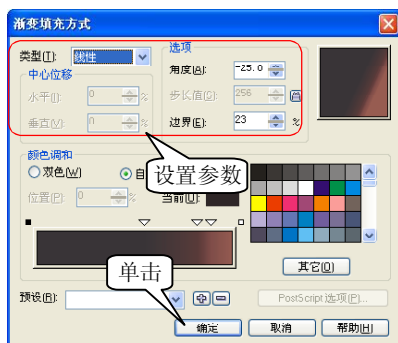 渐变填充方式
类型(T): 线性
选项
中心位移
角度(A): -25.0
水平(I): 0 %
步长值(S): 256
垂直(V): 0 %
边界(E): 23 %
设置参数
颜色调和
双色(W)
自
位置(P): 0 %
当前(U):
单击
其它(O)
预设(R):
PostScript 选项(P)...
确定
取消
帮助(H)